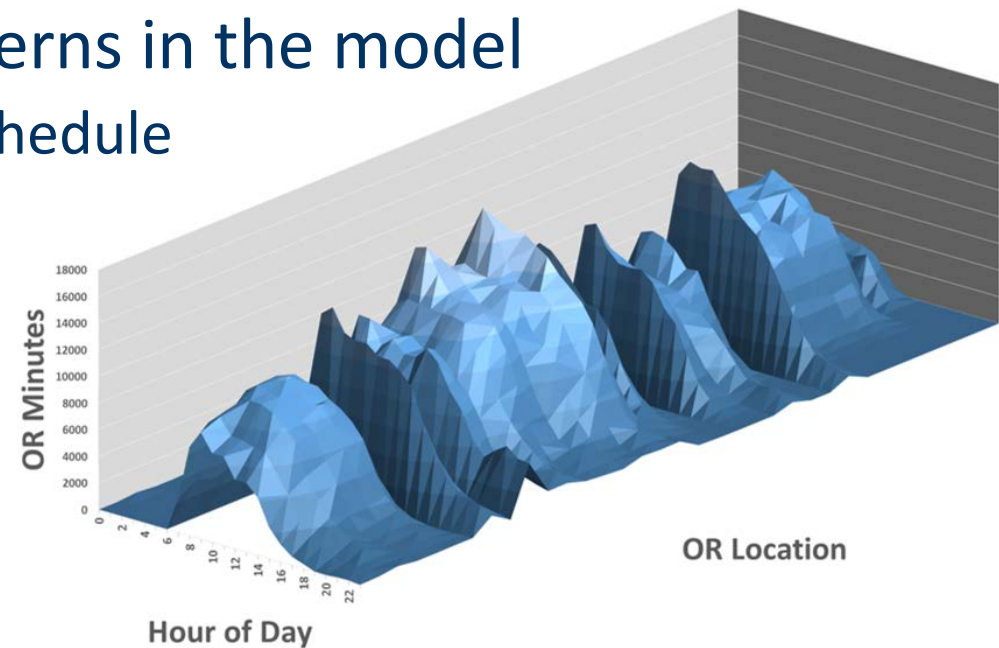 erns in the model
hedule
18000
16000
14000
12000
10000
8000
6000
4000
2000
0
OR Minutes
0 2 4 6 8 10 12 14 16 18 20 22
Hour of Day
OR Location